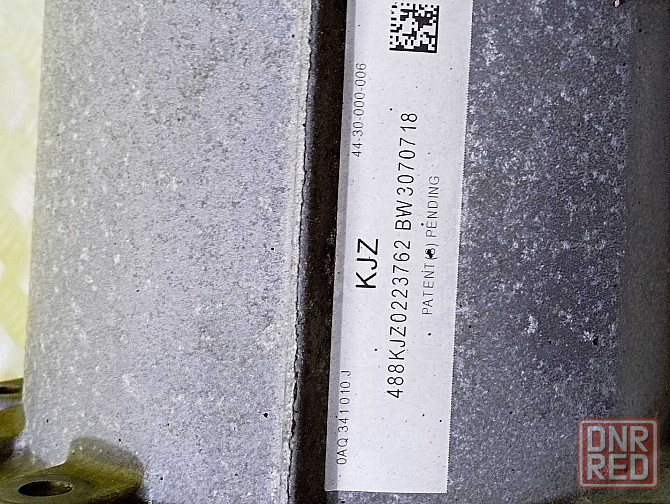 44-30-000-006
0AQ 341 010 J
KJZ
488KJZ0223762 BW3070718
PATENT(S) PENDING
DNR
RED